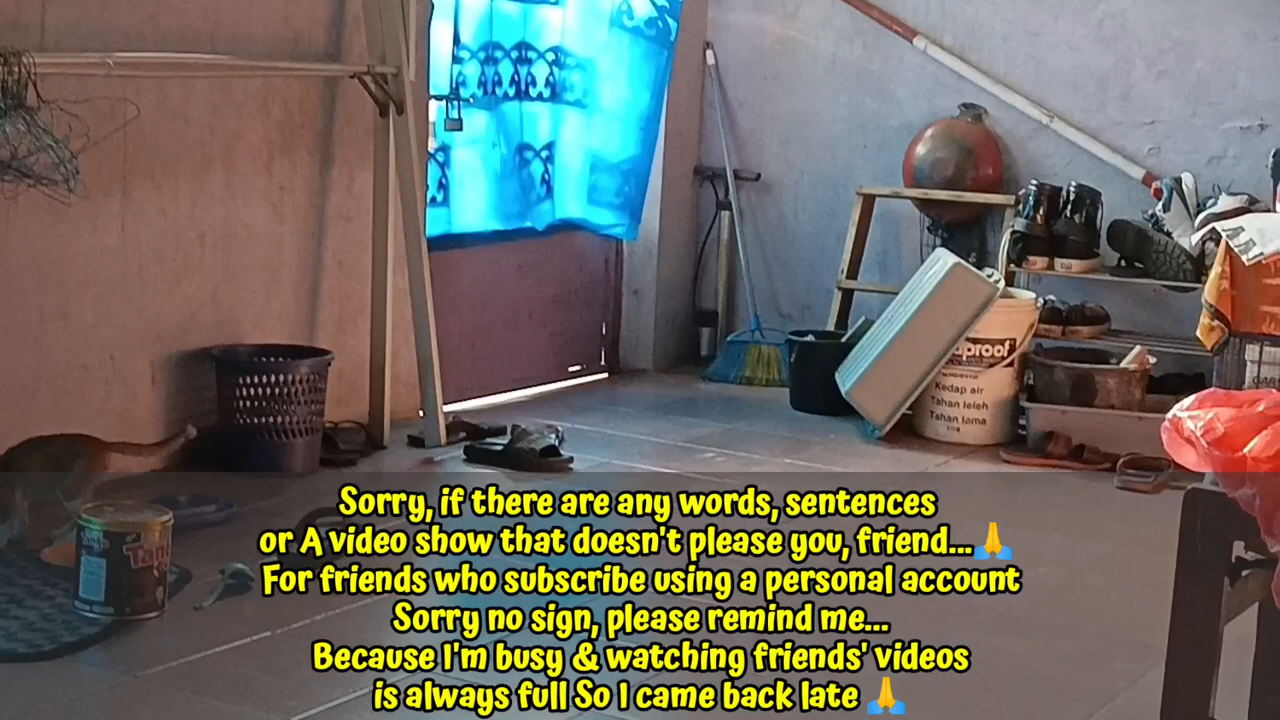 aproof
Kedap air
Tahan leleh
Tahan lama
Sorry, if there are any words, sentences
or A video show that doesn't please you, friend...🙏
For friends who subscribe using a personal account
Sorry no sign, please remind me...
Because I'm busy & watching friends' videos
is always full So I came back late 🙏